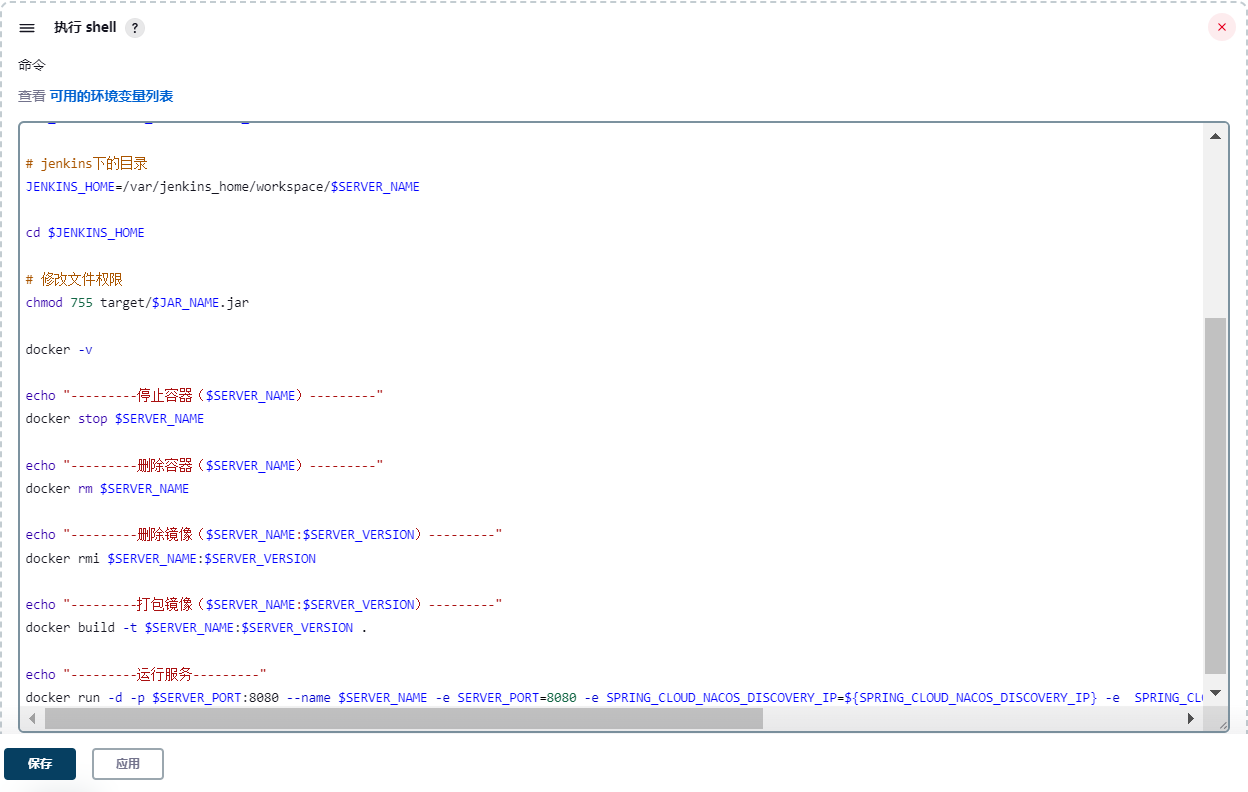 执行 shell ?
命令
查看 可用的环境变量列表
# jenkins下的目录
JENKINS_HOME=/var/jenkins_home/workspace/$SERVER_NAME
cd $JENKINS_HOME
# 修改文件权限
chmod 755 target/$JAR_NAME.jar
docker -v
echo "---------停止容器（$SERVER_NAME）---------"
docker stop $SERVER_NAME
echo "---------删除容器（$SERVER_NAME）---------"
docker rm $SERVER_NAME
echo "---------删除镜像（$SERVER_NAME:$SERVER_VERSION）---------"
docker rmi $SERVER_NAME:$SERVER_VERSION
echo "---------打包镜像（$SERVER_NAME:$SERVER_VERSION）---------"
docker build -t $SERVER_NAME:$SERVER_VERSION .
echo "---------运行服务---------"
docker run -d -p $SERVER_PORT:8080 --name $SERVER_NAME -e SERVER_PORT=8080 -e SPRING_CLOUD_NACOS_DISCOVERY_IP=${SPRING_CLOUD_NACOS_DISCOVERY_IP} -e  SPRING_CL
保存 应用